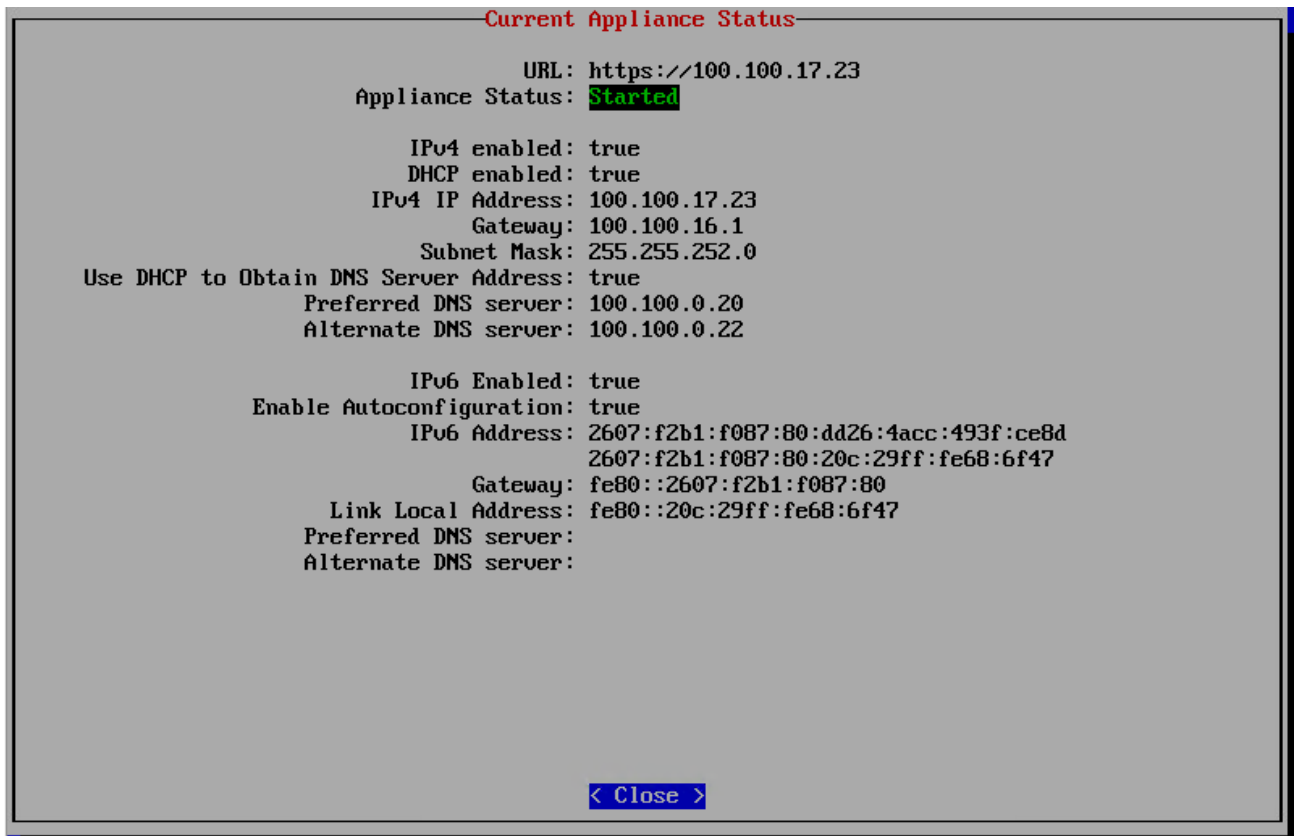 Current Appliance Status
URL: https://100.100.17.23
Appliance Status: Started
IPv4 enabled: true
DHCP enabled: true
IPv4 IP Address: 100.100.17.23
Gateway: 100.100.16.1
Subnet Mask: 255.255.252.0
Use DHCP to Obtain DNS Server Address: true
Preferred DNS server: 100.100.0.20
Alternate DNS server: 100.100.0.22
IPv6 Enabled: true
Enable Autoconfiguration: true
IPv6 Address: 2607:f2b1:f087:80:dd26:4acc:493f:ce8d
2607:f2b1:f087:80:20c:29ff:fe68:6f47
Gateway: fe80::2607:f2b1:f087:80
Link Local Address: fe80::20c:29ff:fe68:6f47
Preferred DNS server:
Alternate DNS server:
< Close >